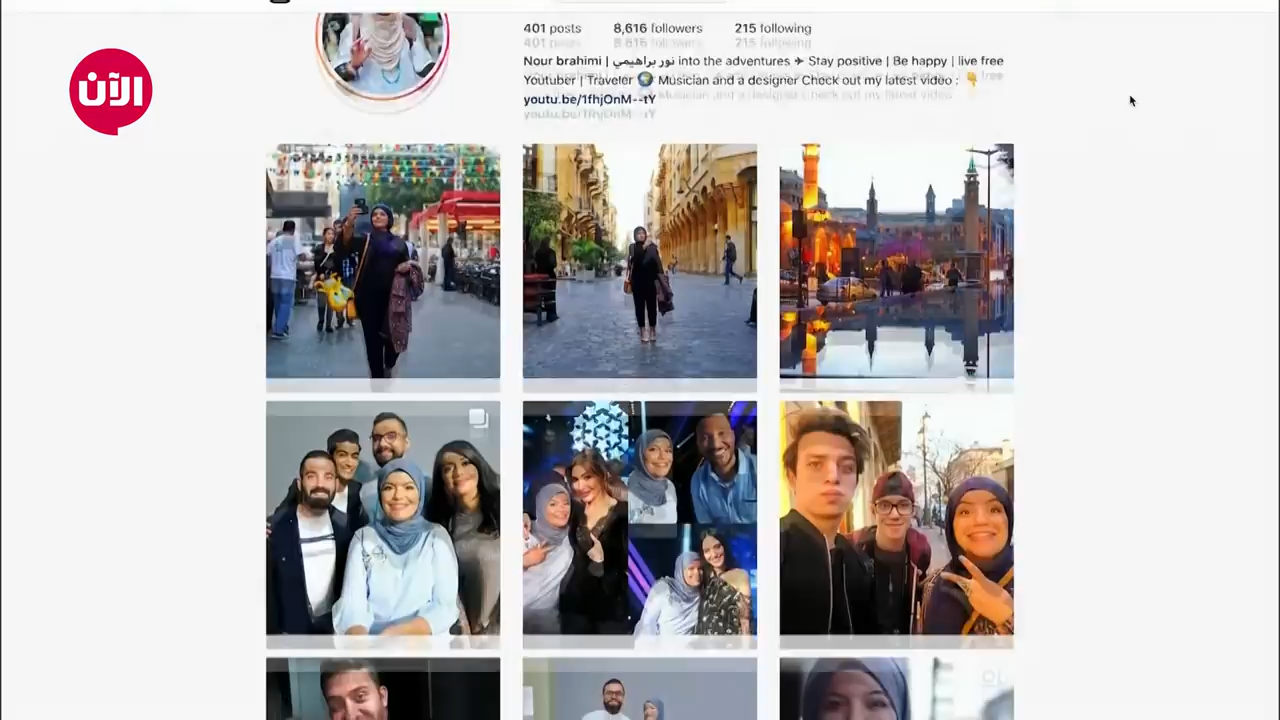 الآن
401 posts 8,616 followers 215 following
Nour brahimi | نور براهيمي into the adventures ✈ Stay positive | Be happy | live free
Youtuber | Traveler 🌍 Musician and a designer Check out my latest video : 👇
youtu.be/1fhjOnM--tY